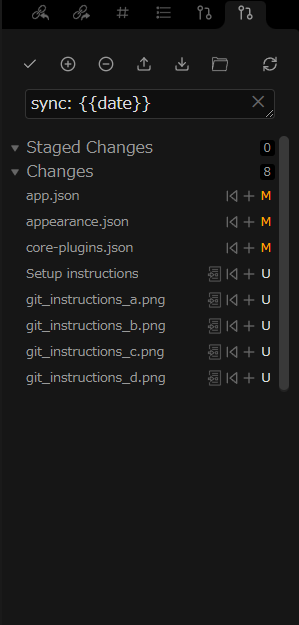 sync: {{date}}
Staged Changes 0
Changes 8
app.json M
appearance.json M
core-plugins.json M
Setup instructions U
git_instructions_a.png U
git_instructions_b.png U
git_instructions_c.png U
git_instructions_d.png U